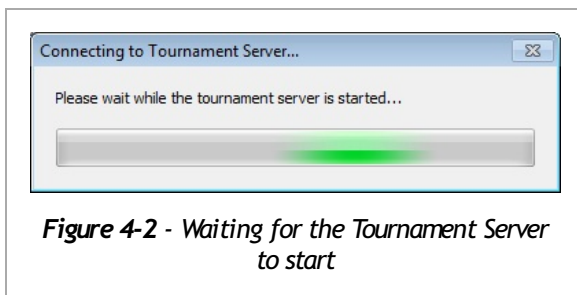 Connecting to Tournament Server...
Please wait while the tournament server is started...
Figure 4-2 - Waiting for the Tournament Server
to start